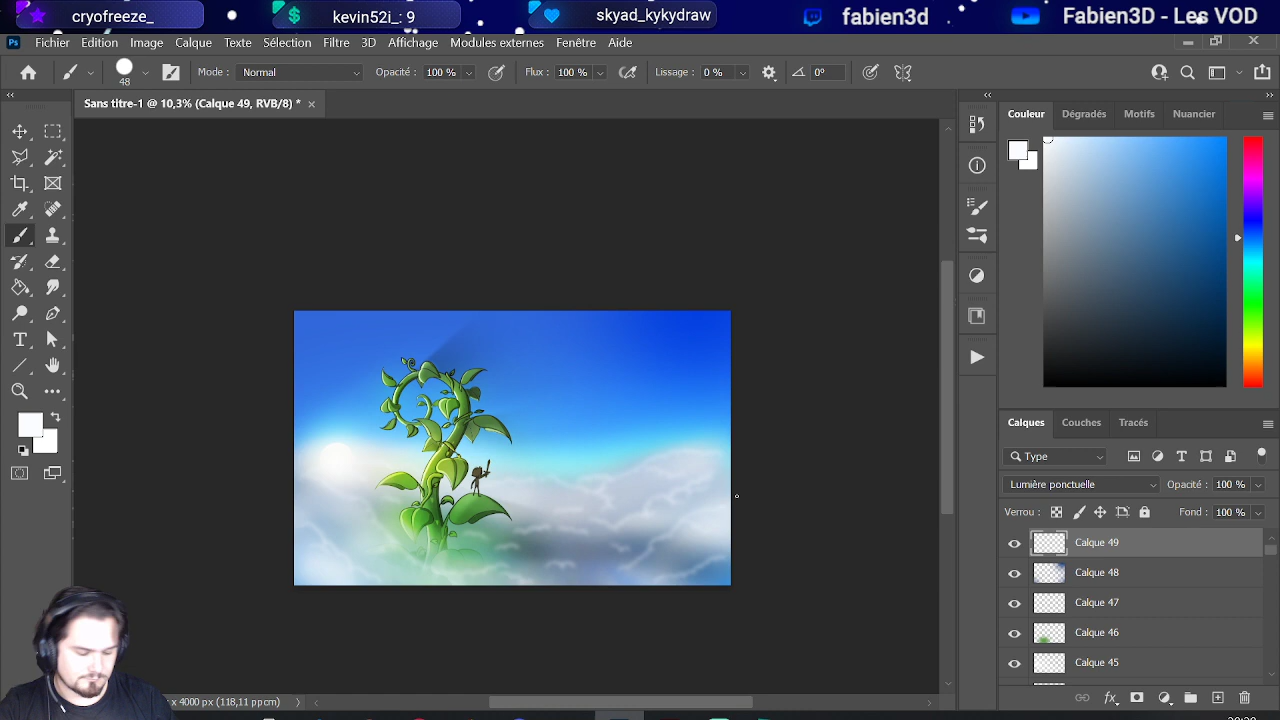 cryofreeze_
kevin52i_: 9
skyad_kykydraw
fabien3d
Fabien3D - Les VOD
Ps Fichier Edition Image Calque Texte Sélection Filtre 3D Affichage Modules externes Fenêtre Aide
48
Mode : Normal Opacité : 100 % Flux : 100 % Lissage : 0 % 0°
Sans titre-1 @ 10,3% (Calque 49, RVB/8) *
Couleur Dégradés Motifs Nuancier
Calques Couches Tracés
Type
Lumière ponctuelle Opacité : 100 %
Verrou : Fond : 100 %
Calque 49
Calque 48
Calque 47
Calque 46
Calque 45
x 4000 px (118,11 ppcm)